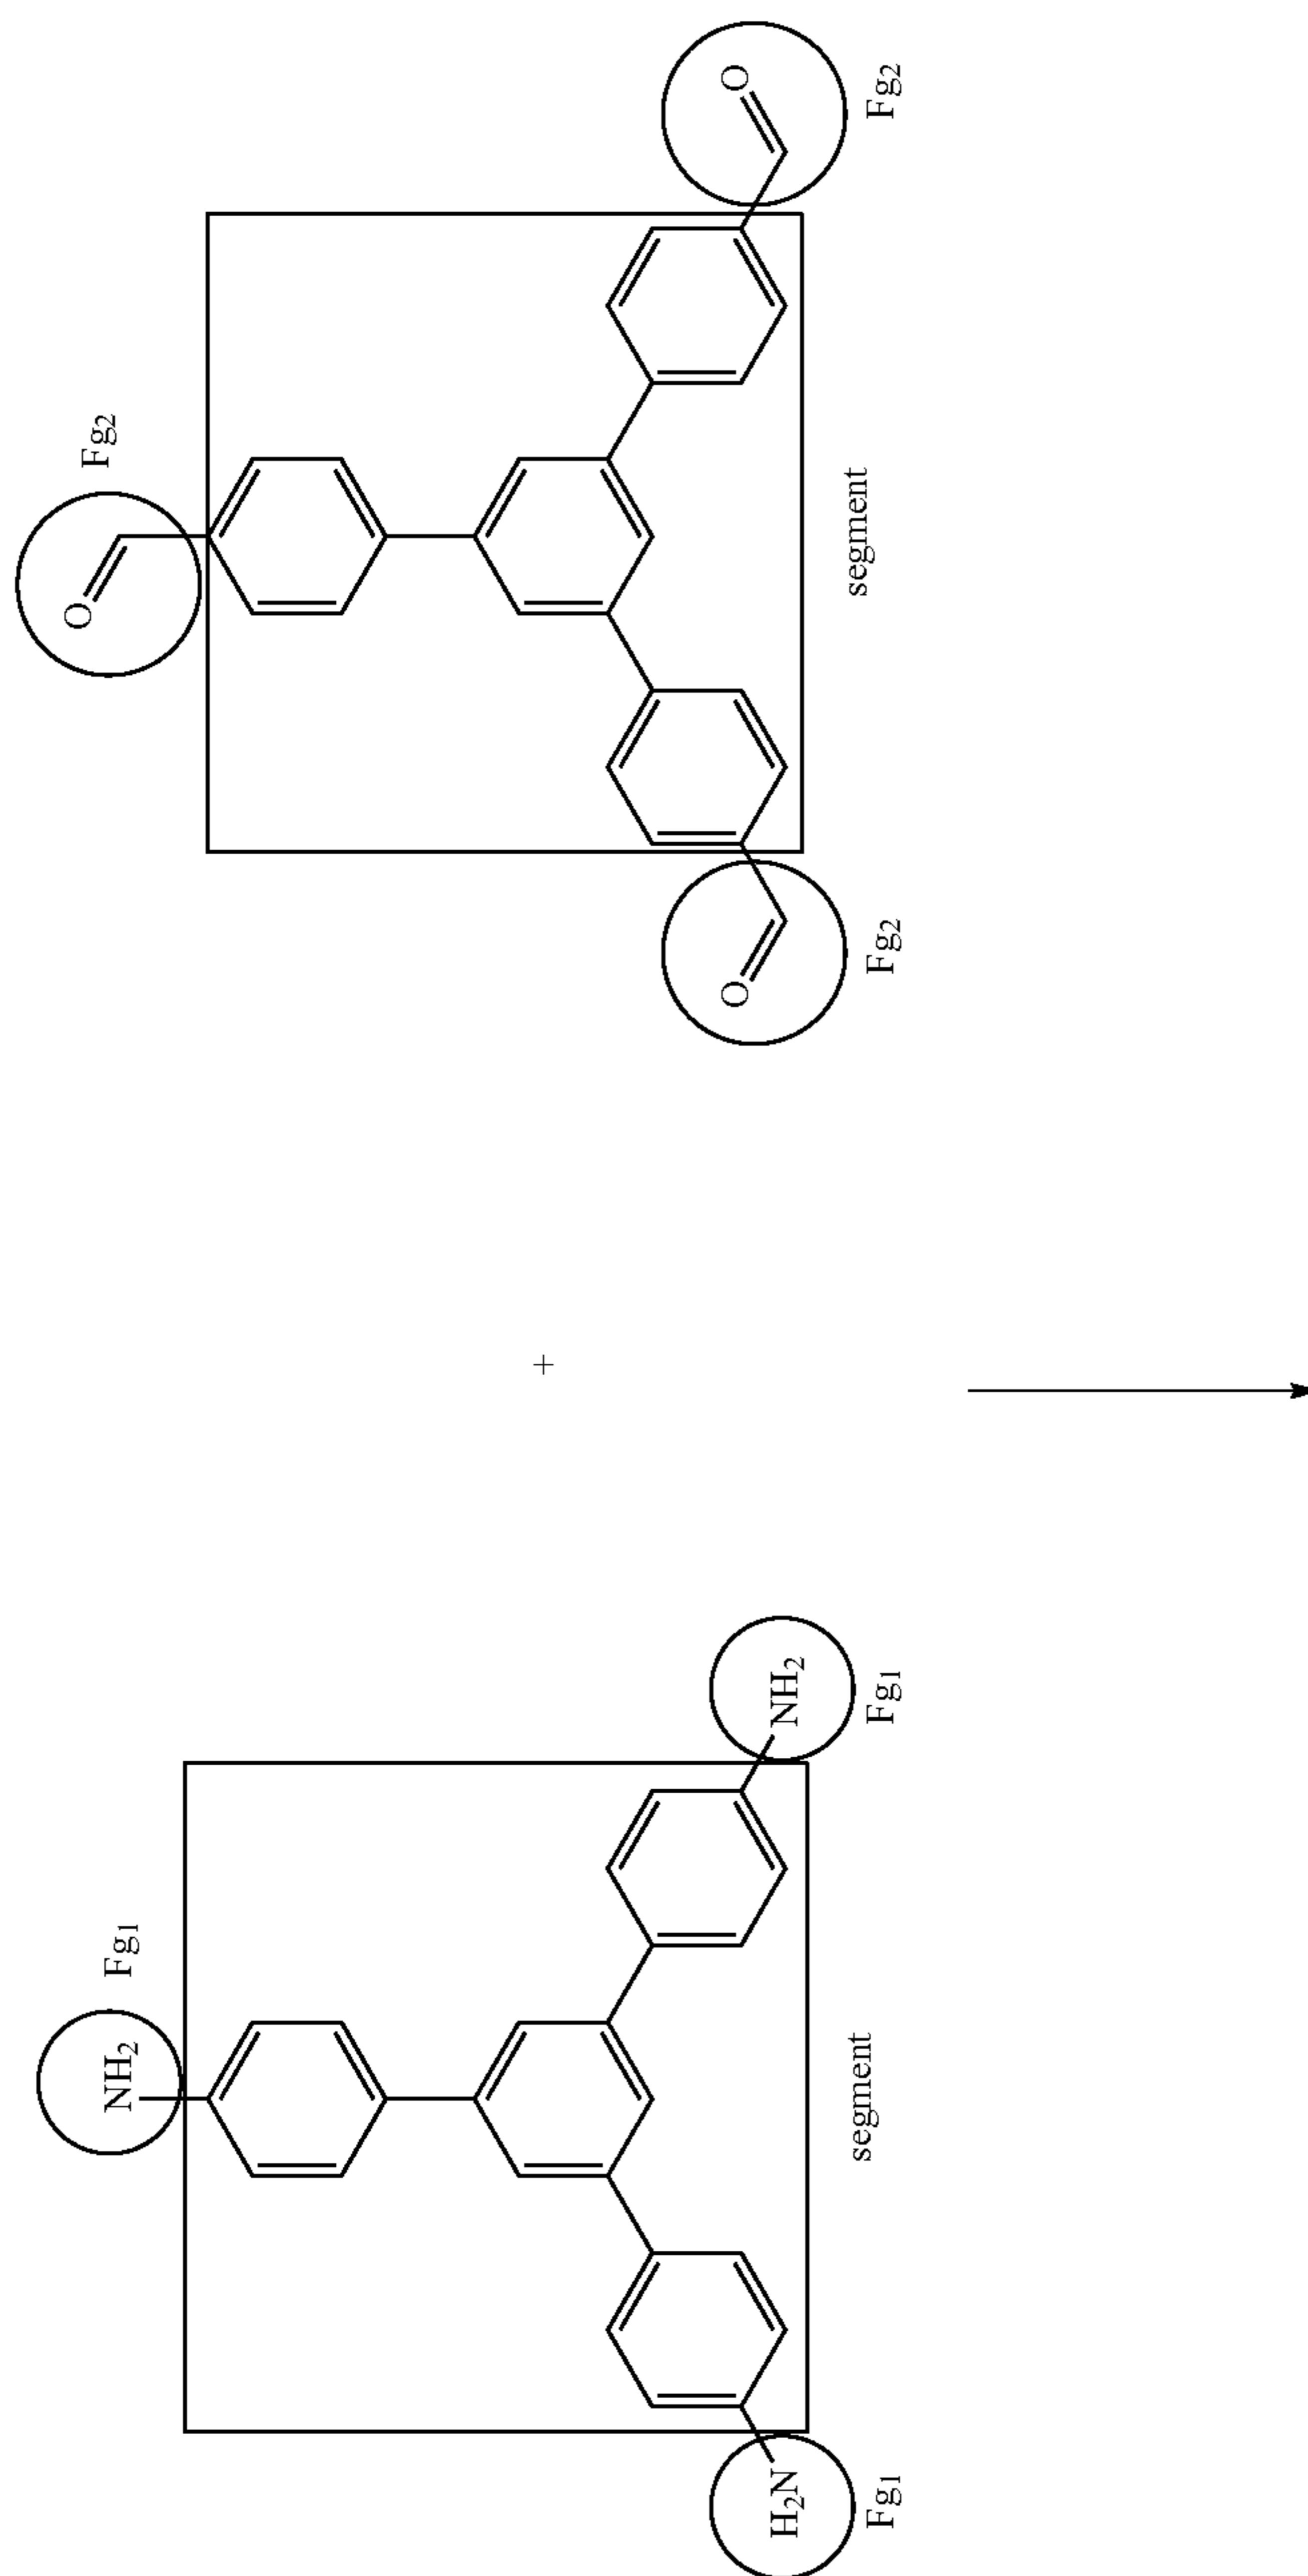 NH₂
Fg₁
H₂N
NH₂
Fg₁
segment
Fg₁
+
O
Fg₂
O
O
Fg₂
segment
Fg₂